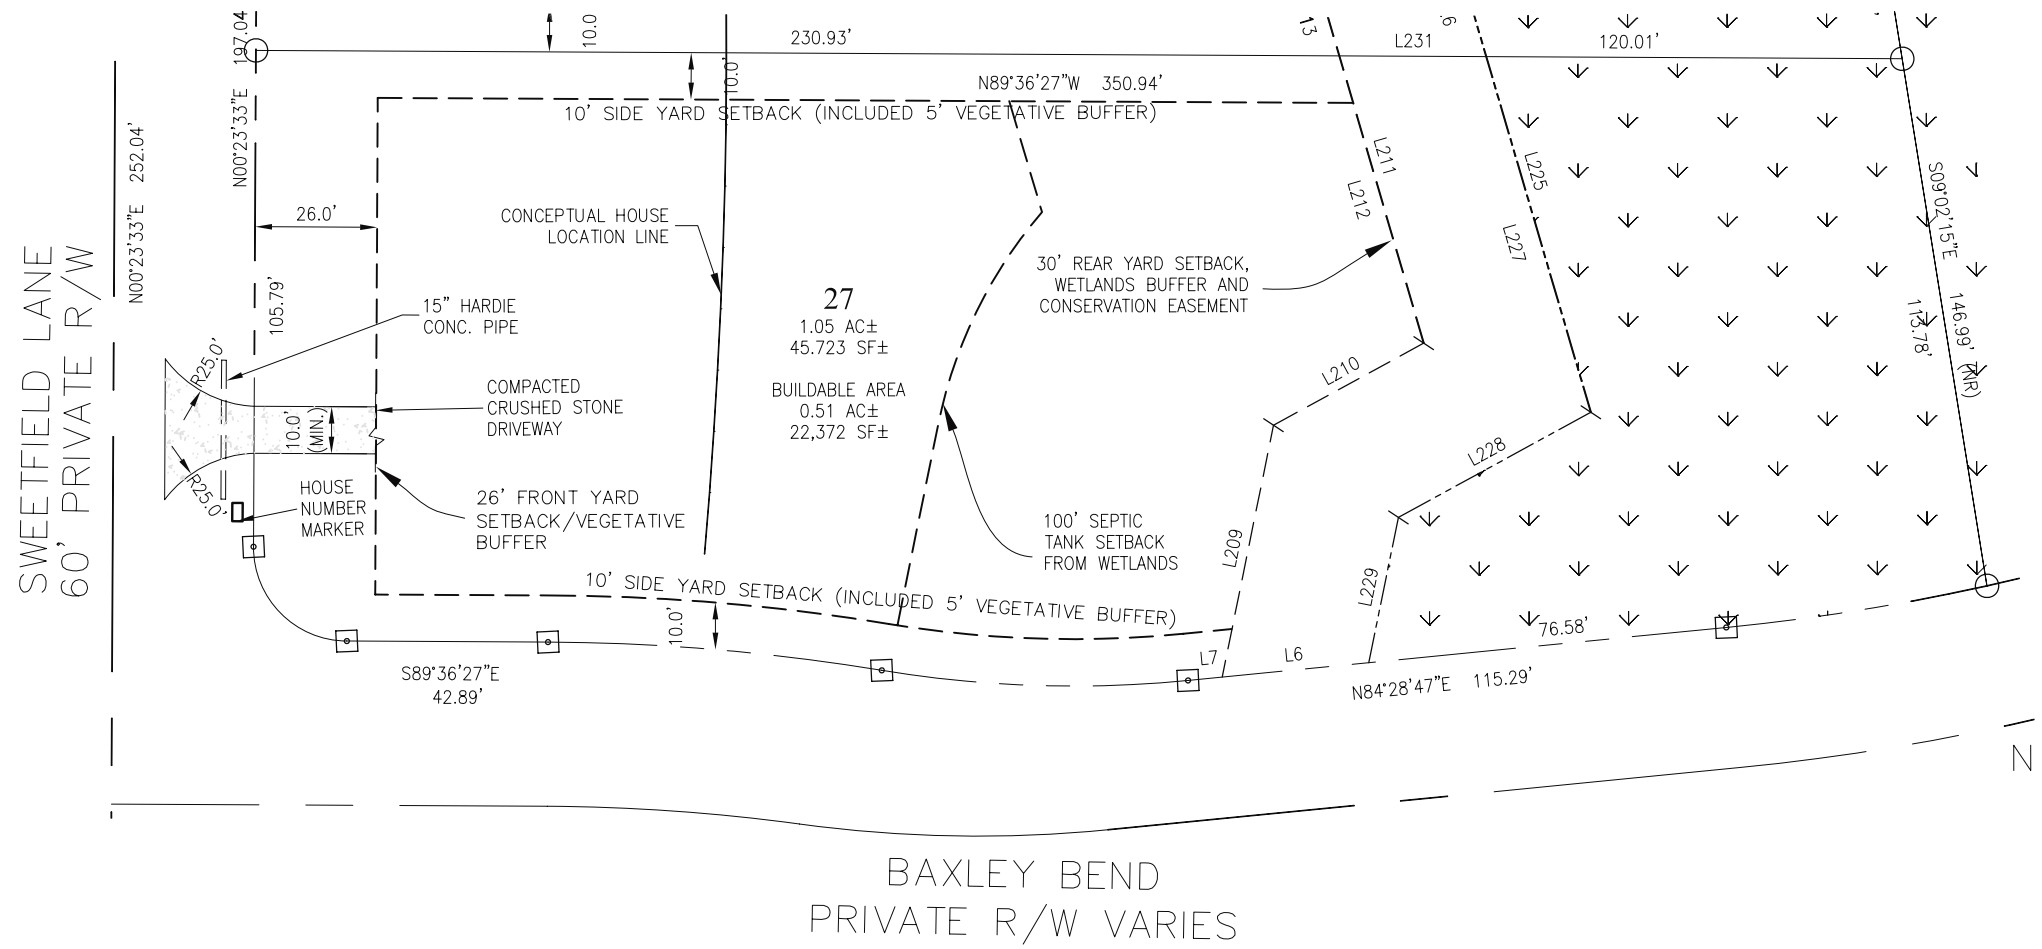 197.04
10.0
230.93'
13
L231
.6
120.01'
N00°23'33"E
10.0'
N89°36'27"W 350.94'
10' SIDE YARD SETBACK (INCLUDED 5' VEGETATIVE BUFFER)
N00°23'33"E 252.04'
L211
L212
L225
L227
S09°02'15"E 146.99' (NR)
113.78'
26.0'
CONCEPTUAL HOUSE
LOCATION LINE
30' REAR YARD SETBACK,
WETLANDS BUFFER AND
CONSERVATION EASEMENT
SWEETFIELD LANE
60' PRIVATE R/W
105.79'
15" HARDIE
CONC. PIPE
27
1.05 AC±
45.723 SF±
BUILDABLE AREA
0.51 AC±
22,372 SF±
R25.0'
COMPACTED
CRUSHED STONE
DRIVEWAY
10.0'
(MIN.)
L210
L228
R25.0'
HOUSE
NUMBER
MARKER
26' FRONT YARD
SETBACK/VEGETATIVE
BUFFER
100' SEPTIC
TANK SETBACK
FROM WETLANDS
L209
L229
10' SIDE YARD SETBACK (INCLUDED 5' VEGETATIVE BUFFER)
10.0'
76.58'
L7
L6
S89°36'27"E
42.89'
N84°28'47"E 115.29'
N
BAXLEY BEND
PRIVATE R/W VARIES